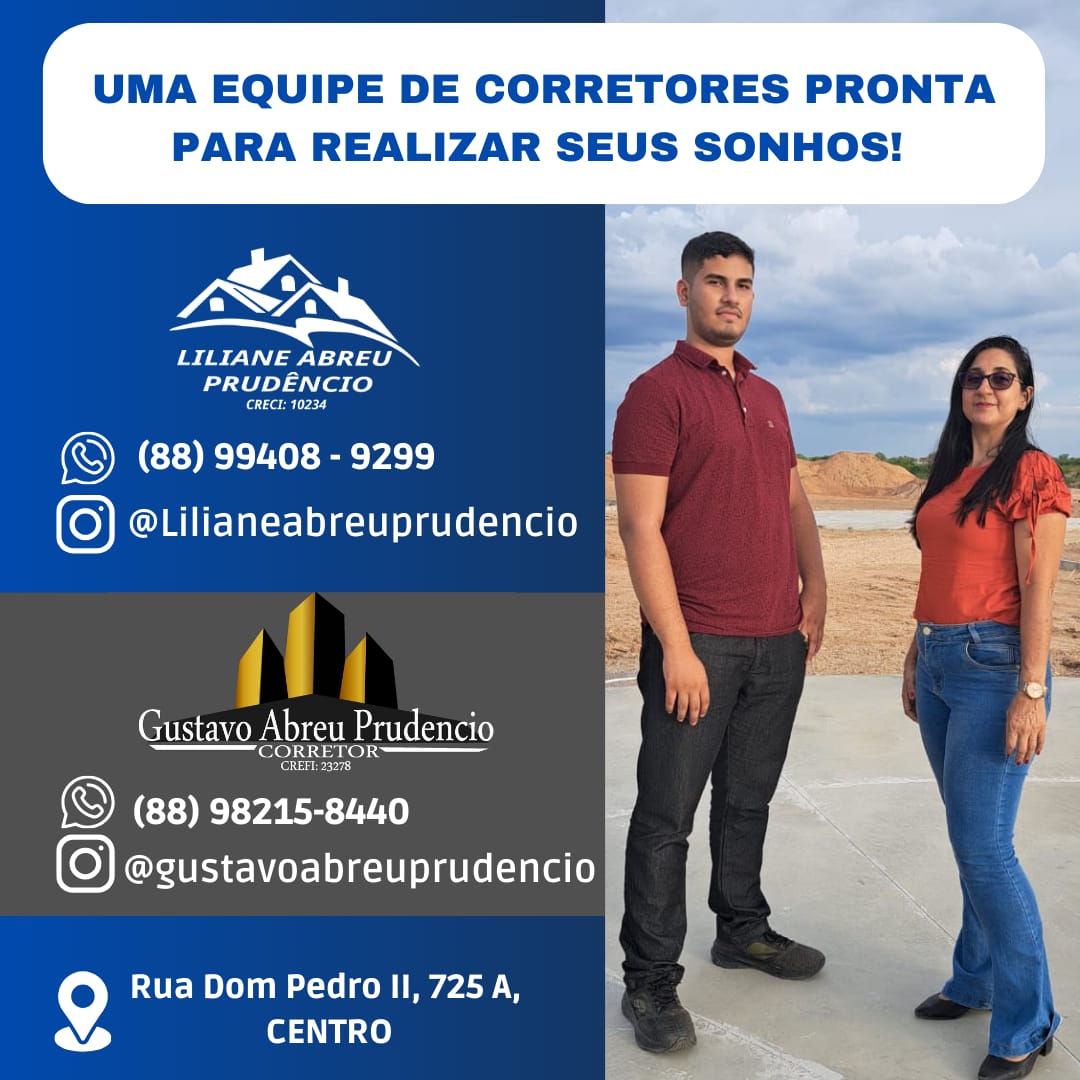 UMA EQUIPE DE CORRETORES PRONTA
PARA REALIZAR SEUS SONHOS!
LILIANE ABREU
PRUDÊNCIO
CRECI: 10234
(88) 99408 - 9299
@Lilianeabreuprudencio
Gustavo Abreu Prudencio
CORRETOR
CREFI: 23278
(88) 98215-8440
@gustavoabreuprudencio
Rua Dom Pedro II, 725 A,
CENTRO